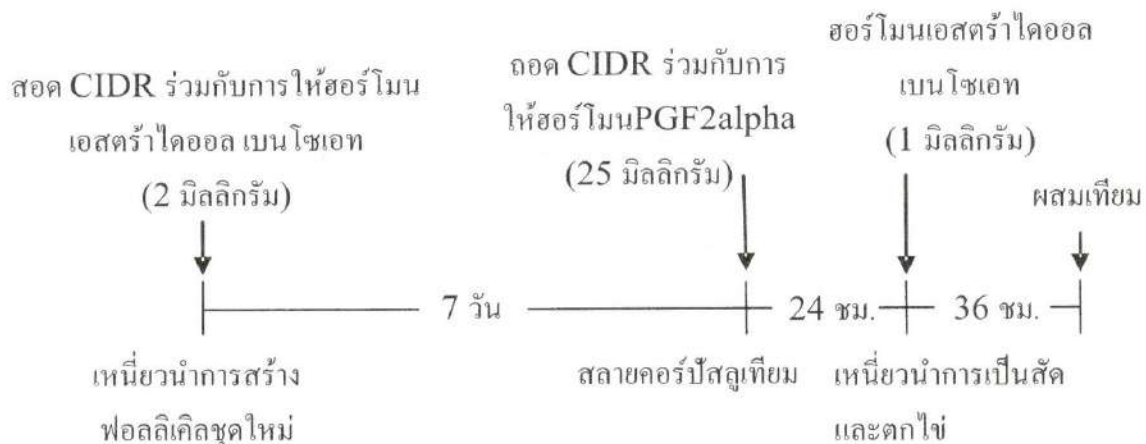 สอด CIDR ร่วมกับการให้ฮอร์โมน
เอสตร้าไดออล เบนโซเอท
(2 มิลลิกรัม)
ถอด CIDR ร่วมกับการ
ให้ฮอร์โมนPGF2alpha
(25 มิลลิกรัม)
ฮอร์โมนเอสตร้าไดออล
เบนโซเอท
(1 มิลลิกรัม)
ผสมเทียม
7 วัน
24 ชม.
36 ชม.
เหนี่ยวนำการสร้าง
ฟอลลิเคิลชุดใหม่
สลายคอร์ปัสลูเทียม
เหนี่ยวนำการเป็นสัด
และตกไข่